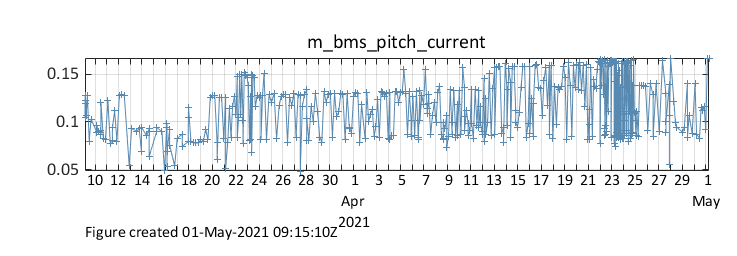 m_bms_pitch_current
0.15
0.1
0.05
10 12 14 16 18 20 22 24 26 28 30 1 3 5 7 9 11 13 15 17 19 21 23 25 27 29 1
Apr May
2021
Figure created 01-May-2021 09:15:10Z